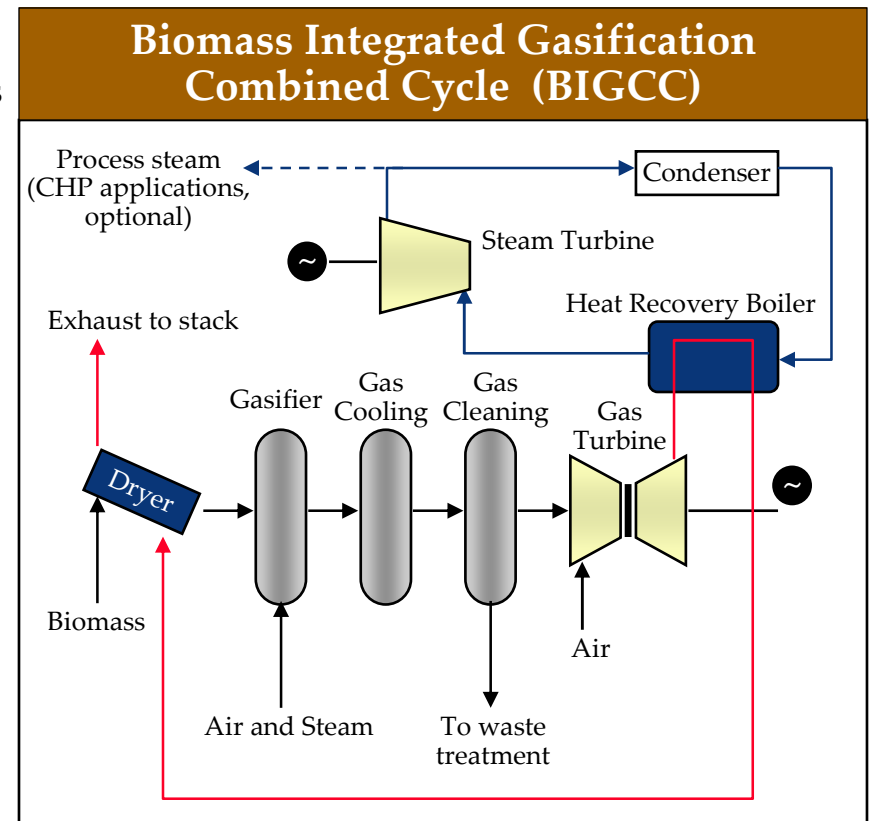 Biomass Integrated Gasification
Combined Cycle (BIGCC)
Process steam
(CHP applications,
optional)
Condenser
Steam Turbine
~
Heat Recovery Boiler
Exhaust to stack
Gasifier
Gas
Cooling
Gas
Cleaning
Gas
Turbine
Dryer
~
Biomass
Air
Air and Steam
To waste
treatment